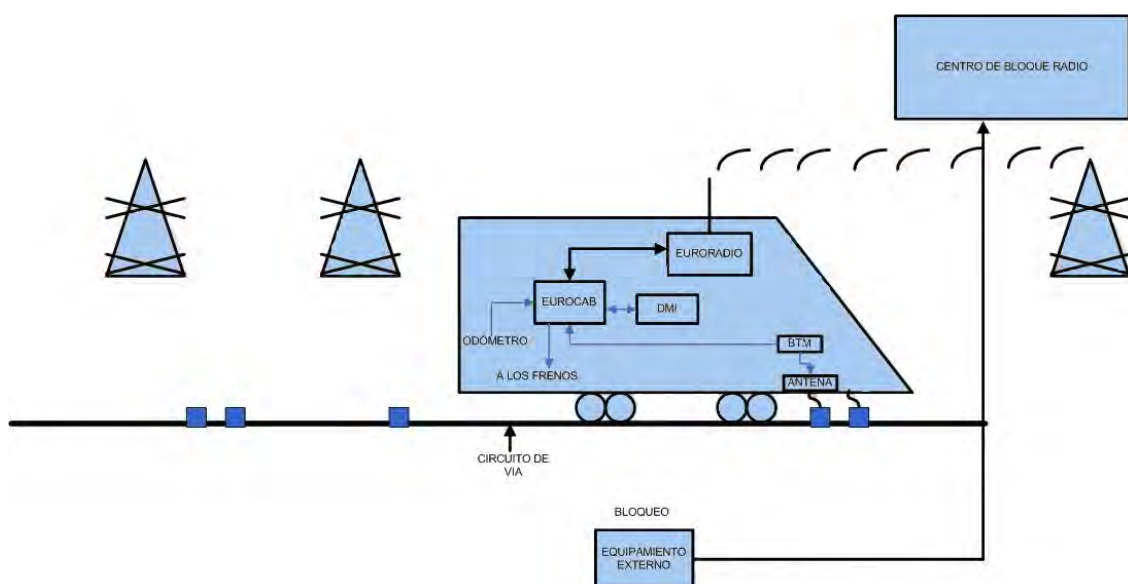 CENTRO DE BLOQUE RADIO
EURORADIO
EUROCAB
DMI
ODÓMETRO
BTM
A LOS FRENOS
ANTENA
CIRCUITO DE
VIA
BLOQUEO
EQUIPAMIENTO
EXTERNO